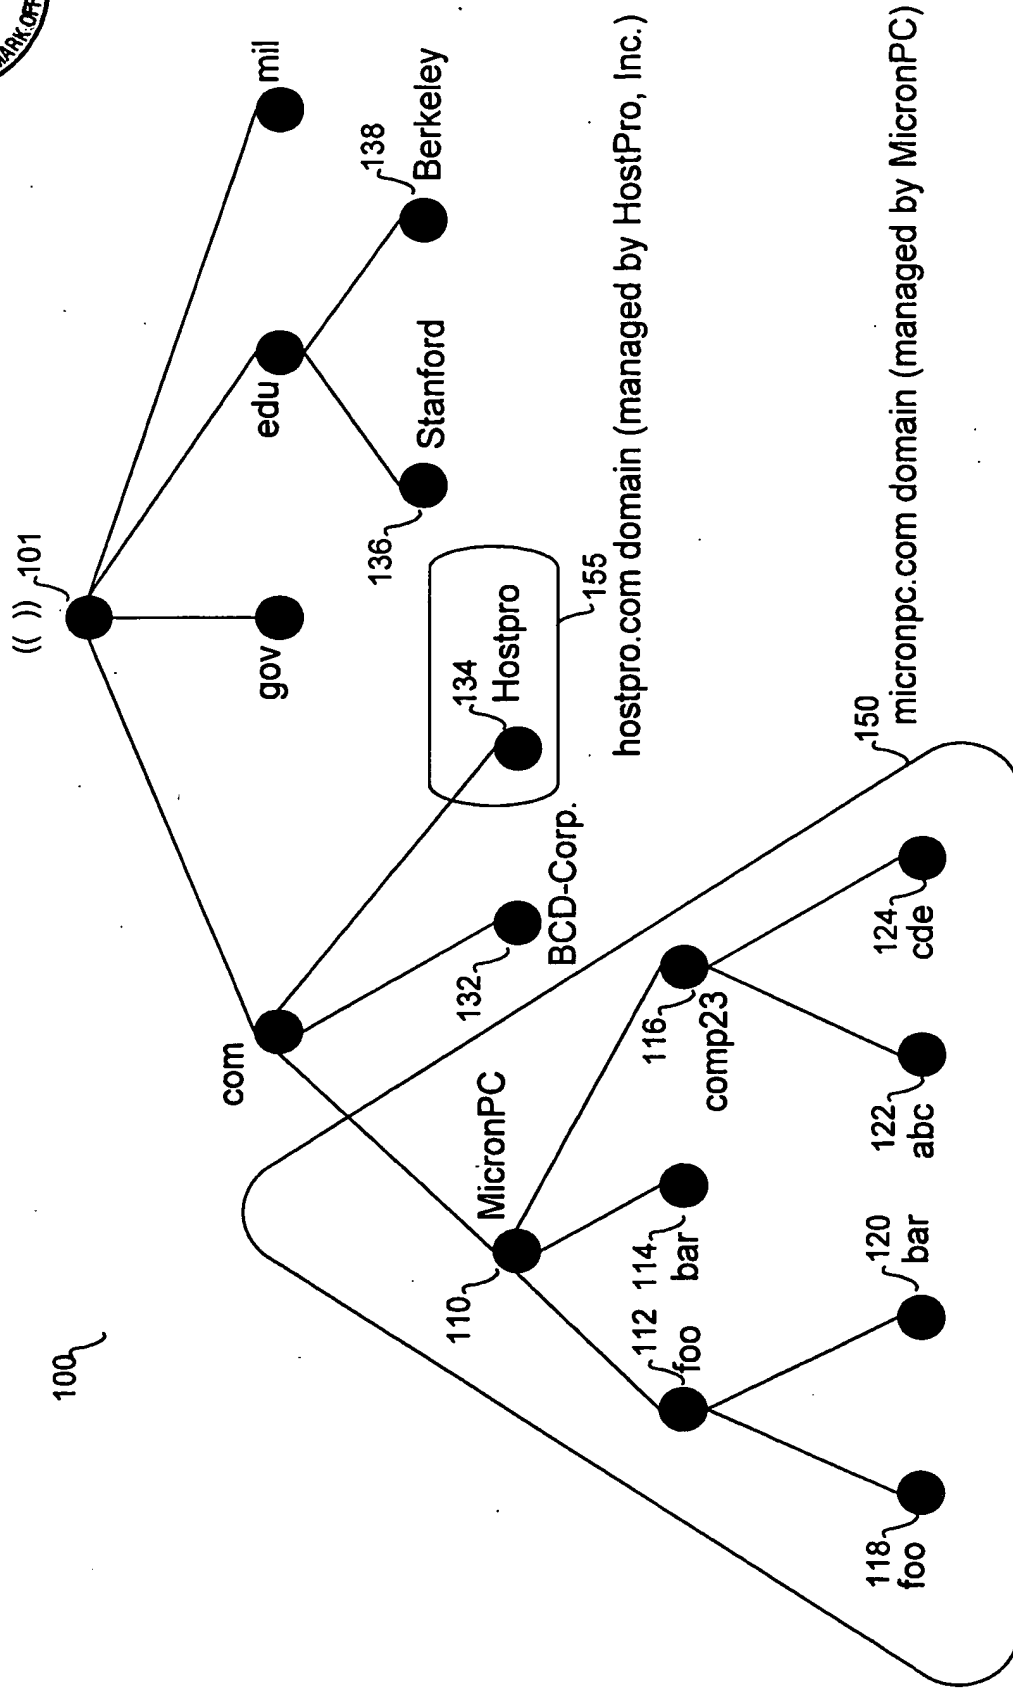 MARK OFF
100
(( ))
101
com
gov
edu
mil
110
MicronPC
132
BCD-Corp.
134
Hostpro
136
Stanford
138
Berkeley
155
hostpro.com domain (managed by HostPro, Inc.)
112
foo
114
bar
116
comp23
118
foo
120
bar
122
abc
124
cde
150
micronpc.com domain (managed by MicronPC)